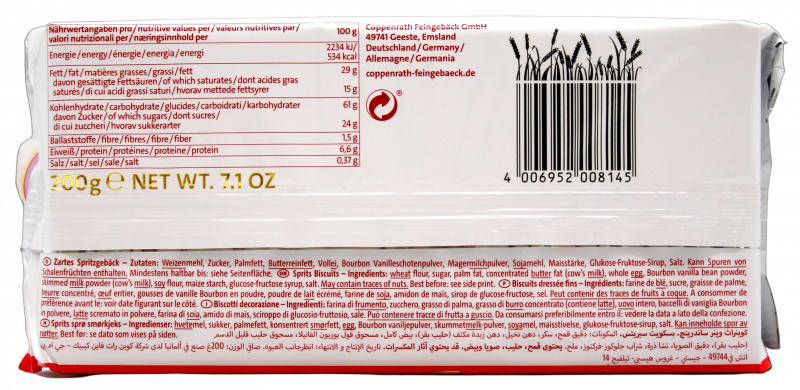 Nährwertangaben pro/nutritive values per/valeurs nutritives par/
valori nutrizionali per/næringsinnhold per 100 g
Energie/energy/énergie/energia/energi 2234 kJ/
534 kcal
Fett/fat/matières grasses/grassi/fett 29 g
davon gesättigte Fettsäuren/of which saturates/dont acides gras
saturés/di cui acidi grassi saturi/hvorav mettede fettsyrer 15 g
Kohlenhydrate/carbohydrate/glucides/carboidrati/karbohydrater 61 g
davon Zucker/of which sugars/dont sucres/
di cui zuccheri/hvorav sukkerarter 24 g
Ballaststoffe/fibre/fibres/fibre/fiber 1,5 g
Eiweiß/protein/protéines/proteine/protein 6,6 g
Salz/salt/sel/sale/salt 0,37 g
200g ℮ NET WT. 7.1 OZ
Coppenrath Feingebäck GmbH
49741 Geeste, Emsland
Deutschland/Germany/
Allemagne/Germania
coppenrath-feingebaeck.de
®
4 006952 008145
D Zartes Spritzgebäck – Zutaten: Weizenmehl, Zucker, Palmfett, Butterreinfett, Vollei, Bourbon Vanilleschotenpulver, Magermilchpulver, Sojamehl, Maisstärke, Glukose-Fruktose-Sirup, Salz. Kann Spuren von
Schalenfrüchten enthalten. Mindestens haltbar bis: siehe Seitenfläche. GB Sprits Biscuits – Ingredients: wheat flour, sugar, palm fat, concentrated butter fat (cow's milk), whole egg, Bourbon vanilla bean powder,
skimmed milk powder (cow's milk), soy flour, maize starch, glucose-fructose syrup, salt. May contain traces of nuts. Best before: see side print. F Biscuits dressée fins – Ingrédients: farine de blé, sucre, graisse de palme,
beurre concentré, œuf entier, gousses de vanille Bourbon en poudre, poudre de lait écrémé, farine de soja, amidon de maïs, sirop de glucose-fructose, sel. Peut contenir des traces de fruits à coque. A consommer de
préférence avant le: voir date figurant sur le côté. I Biscotti decorazione – Ingredienti: farina di frumento, zucchero, grasso di palma, grasso di burro concentrato (contiene latte), uovo intero, baccelli di vaniglia Bourbon
in polvere, latte scremato in polvere, farina di soia, amido di mais, sciroppo di glucosio-fruttosio, sale. Può contenere tracce di frutta a guscio. Da consumarsi preferibilmente entro il: vedere la data a lato della confezione.
N Sprits sprø smørkjeks – Ingredienser: hvetemel, sukker, palmefett, konsentrert smørfett, egg, Bourbon vaniljepulver, skummetmelk-pulver, soyamel, maisstivelse, glukose-fruktose-sirup, salt. Kan inneholde spor av
nøtter. Best før: se dato som vises på siden.